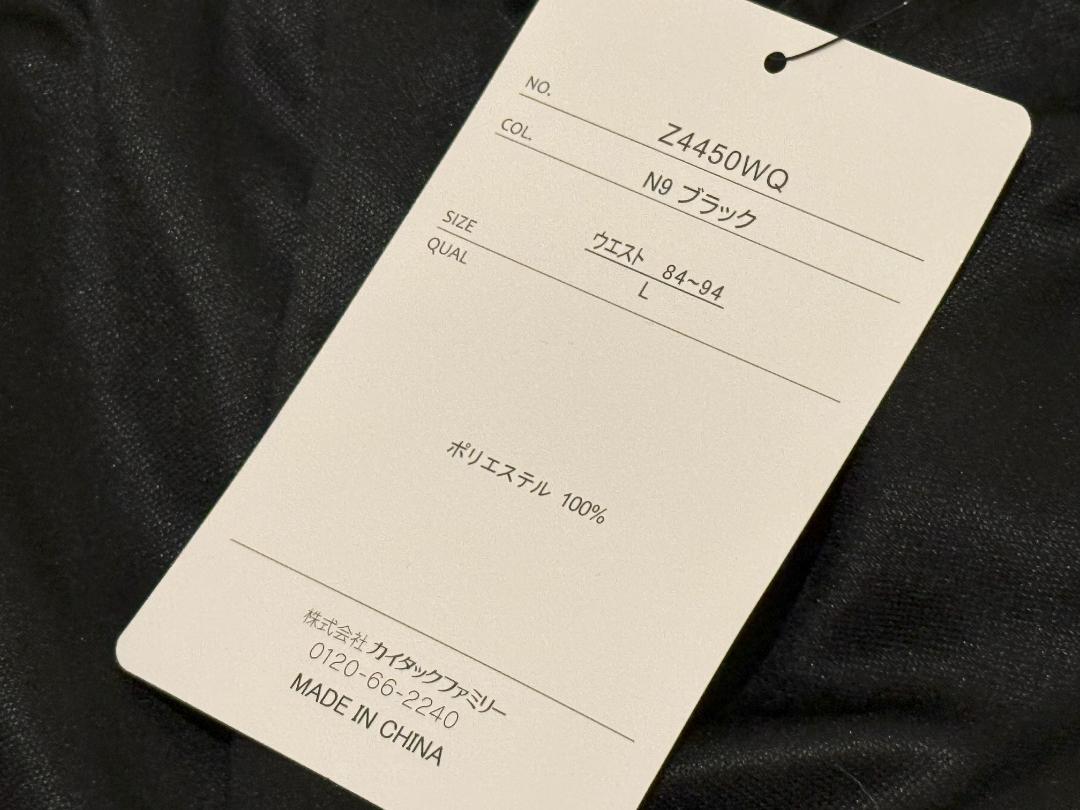 NO.
Z4450WQ
COL.
N9 ブラック
SIZE
ウエスト 84~94
L
QUAL
ポリエステル 100%
株式会社 カイタックファミリー
0120-66-2240
MADE IN CHINA